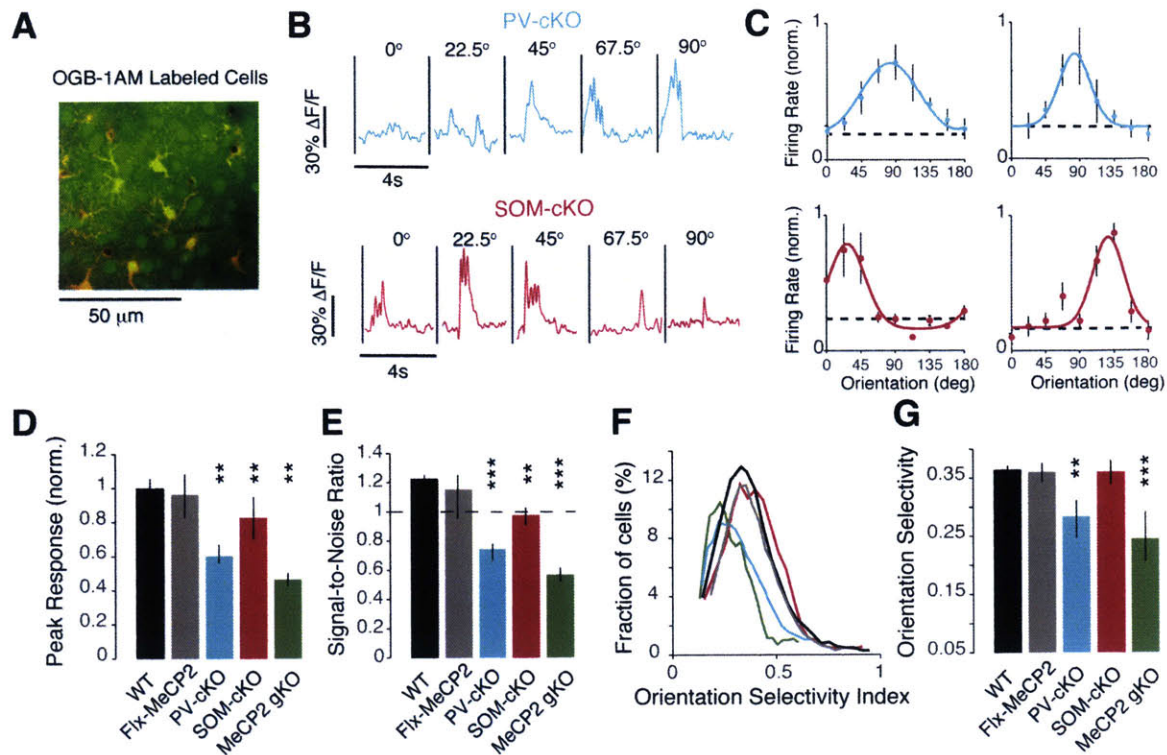 A
OGB-1AM Labeled Cells
50 µm
B
PV-cKO
0° 22.5° 45° 67.5° 90°
30% ΔF/F
4s
SOM-cKO
0° 22.5° 45° 67.5° 90°
30% ΔF/F
4s
C
Firing Rate (norm.)
1
0
0 45 90 135 180
1
0
0 45 90 135 180
Firing Rate (norm.)
1
0
0 45 90 135 180
Orientation (deg)
1
0
0 45 90 135 180
Orientation (deg)
D
Peak Response (norm.)
1.2
1
0.8
0.6
0.4
0.2
0
** ** **
WT
Flx-MeCP2
PV-cKO
SOM-cKO
MeCP2 gKO
E
Signal-to-Noise Ratio
1.4
1.2
1
0.8
0.6
0.4
0.2
0
*** ** ***
WT
Flx-MeCP2
PV-cKO
SOM-cKO
MeCP2 gKO
F
Fraction of cells (%)
12
8
4
0
0 0.5 1
Orientation Selectivity Index
G
Orientation Selectivity
0.35
0.25
0.15
0.05
** ***
WT
Flx-MeCP2
PV-cKO
SOM-cKO
MeCP2 gKO